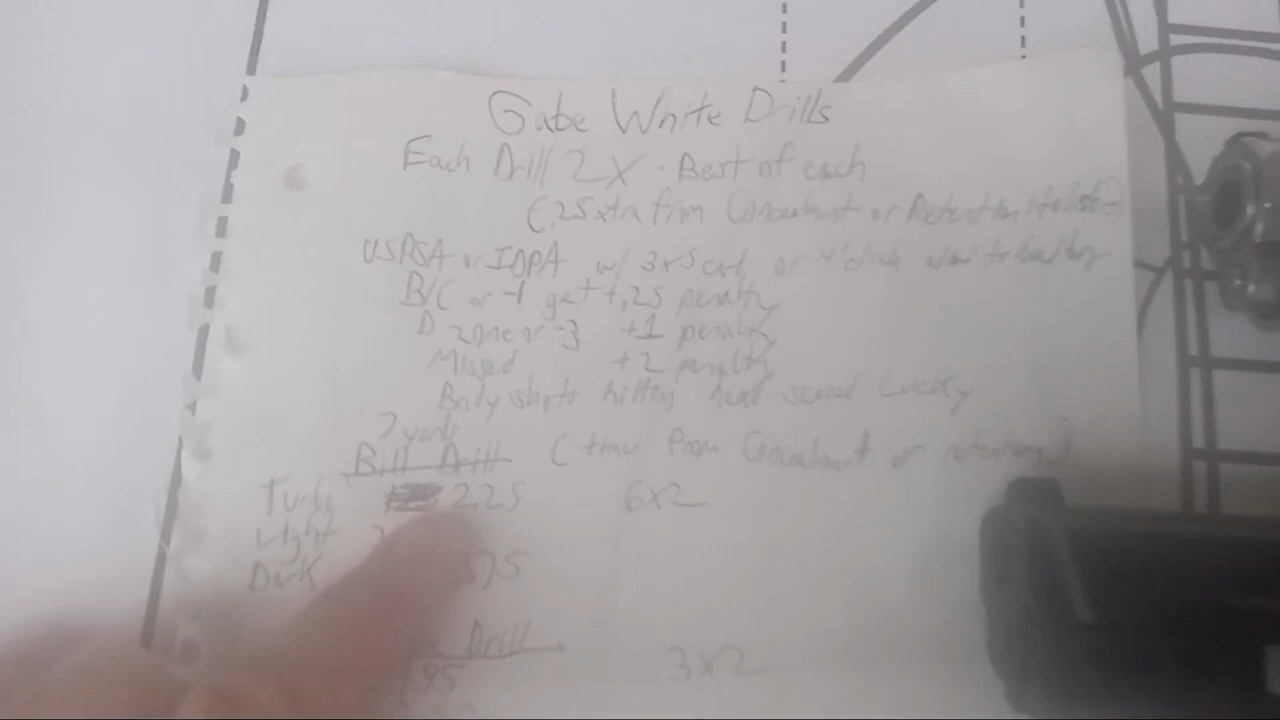 Gabe White Drills
Each Drill 2X - Best of each
(.25 xtra from Concealment or Retention
USPSA or IDPA w/ 3x5 card or 4" circle
B/C or -1 get +.25 penalty
D zone or -3 +1 penalty
Missed +2 penalty
Body shots hitting head scored Lucky
7 yards
Bill Drill (times from Concealment or retention)
Turbo 2.25 6x2
Light
Dark
Drill
95 3x2